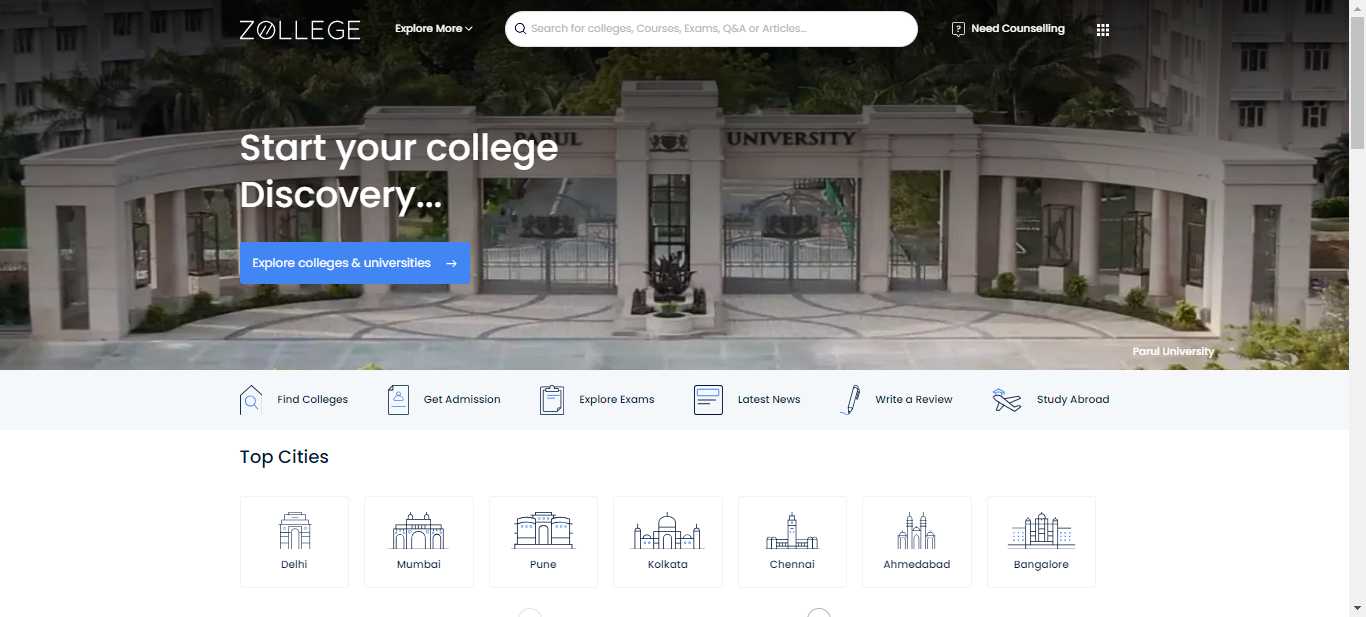 ZOLLEGE
Explore More
Search for colleges, Courses, Exams, Q&A or Articles...
Need Counselling
PARUL UNIVERSITY
Start your college
Discovery...
Explore colleges & universities →
Parul University
Find Colleges
Get Admission
Explore Exams
Latest News
Write a Review
Study Abroad
Top Cities
Delhi
Mumbai
Pune
Kolkata
Chennai
Ahmedabad
Bangalore